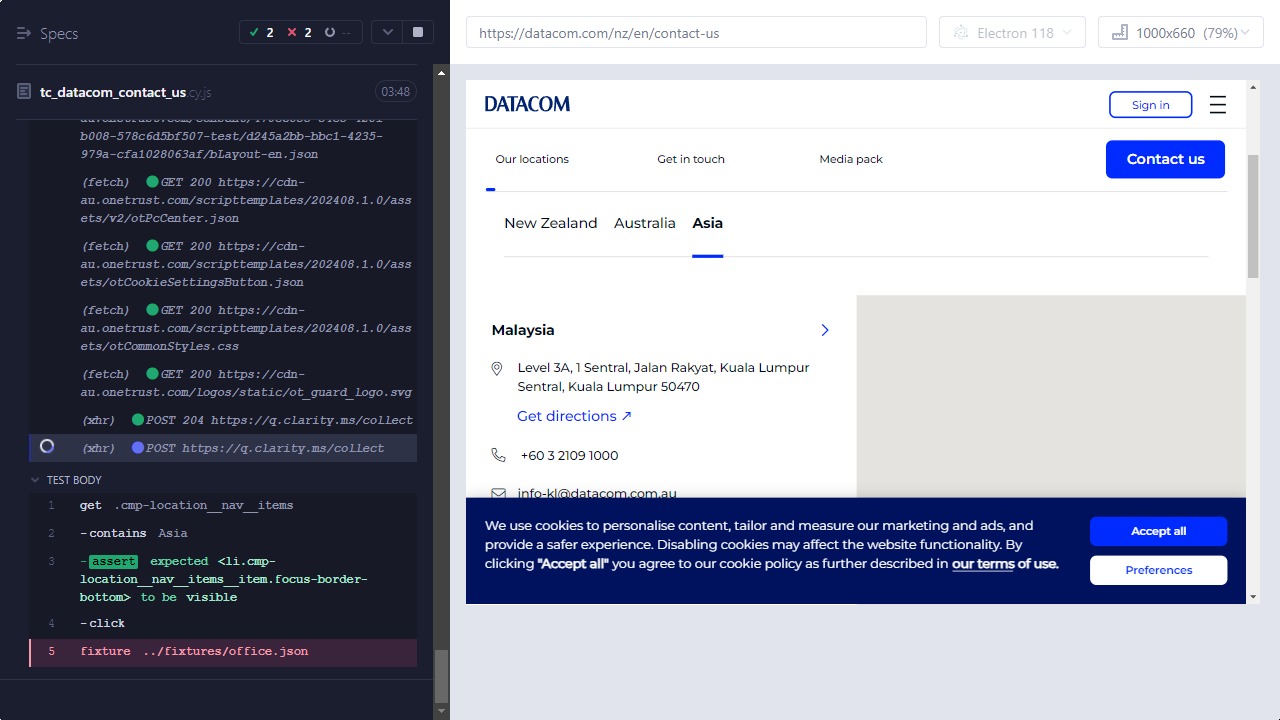 Specs
2
2
--
tc_datacom_contact_us.cy.js
03:48
b008-578c6d5bf507-test/d245a2bb-bbc1-4235-
979a-cfa1028063af/bLayout-en.json
(fetch) GET 200 https://cdn-
au.onetrust.com/scripttemplates/202408.1.0/ass
ets/v2/otPcCenter.json
(fetch) GET 200 https://cdn-
au.onetrust.com/scripttemplates/202408.1.0/ass
ets/otCookieSettingsButton.json
(fetch) GET 200 https://cdn-
au.onetrust.com/scripttemplates/202408.1.0/ass
ets/otCommonStyles.css
(fetch) GET 200 https://cdn-
au.onetrust.com/logos/static/ot_guard_logo.svg
(xhr) POST 204 https://q.clarity.ms/collect
(xhr) POST https://q.clarity.ms/collect
TEST BODY
1 get .cmp-location__nav__items
2 -contains Asia
3 -assert expected <li.cmp-
location__nav__items__item.focus-border-
bottom> to be visible
4 -click
5 fixture ../fixtures/office.json
https://datacom.com/nz/en/contact-us
Electron 118
1000x660 (79%)
DATACOM
Sign in
Our locations
Get in touch
Media pack
Contact us
New Zealand Australia Asia
Malaysia
Level 3A, 1 Sentral, Jalan Rakyat, Kuala Lumpur
Sentral, Kuala Lumpur 50470
Get directions ↗
+60 3 2109 1000
info-kl@datacom.com.au
We use cookies to personalise content, tailor and measure our marketing and ads, and
provide a safer experience. Disabling cookies may affect the website functionality. By
clicking "Accept all" you agree to our cookie policy as further described in our terms of use.
Accept all
Preferences